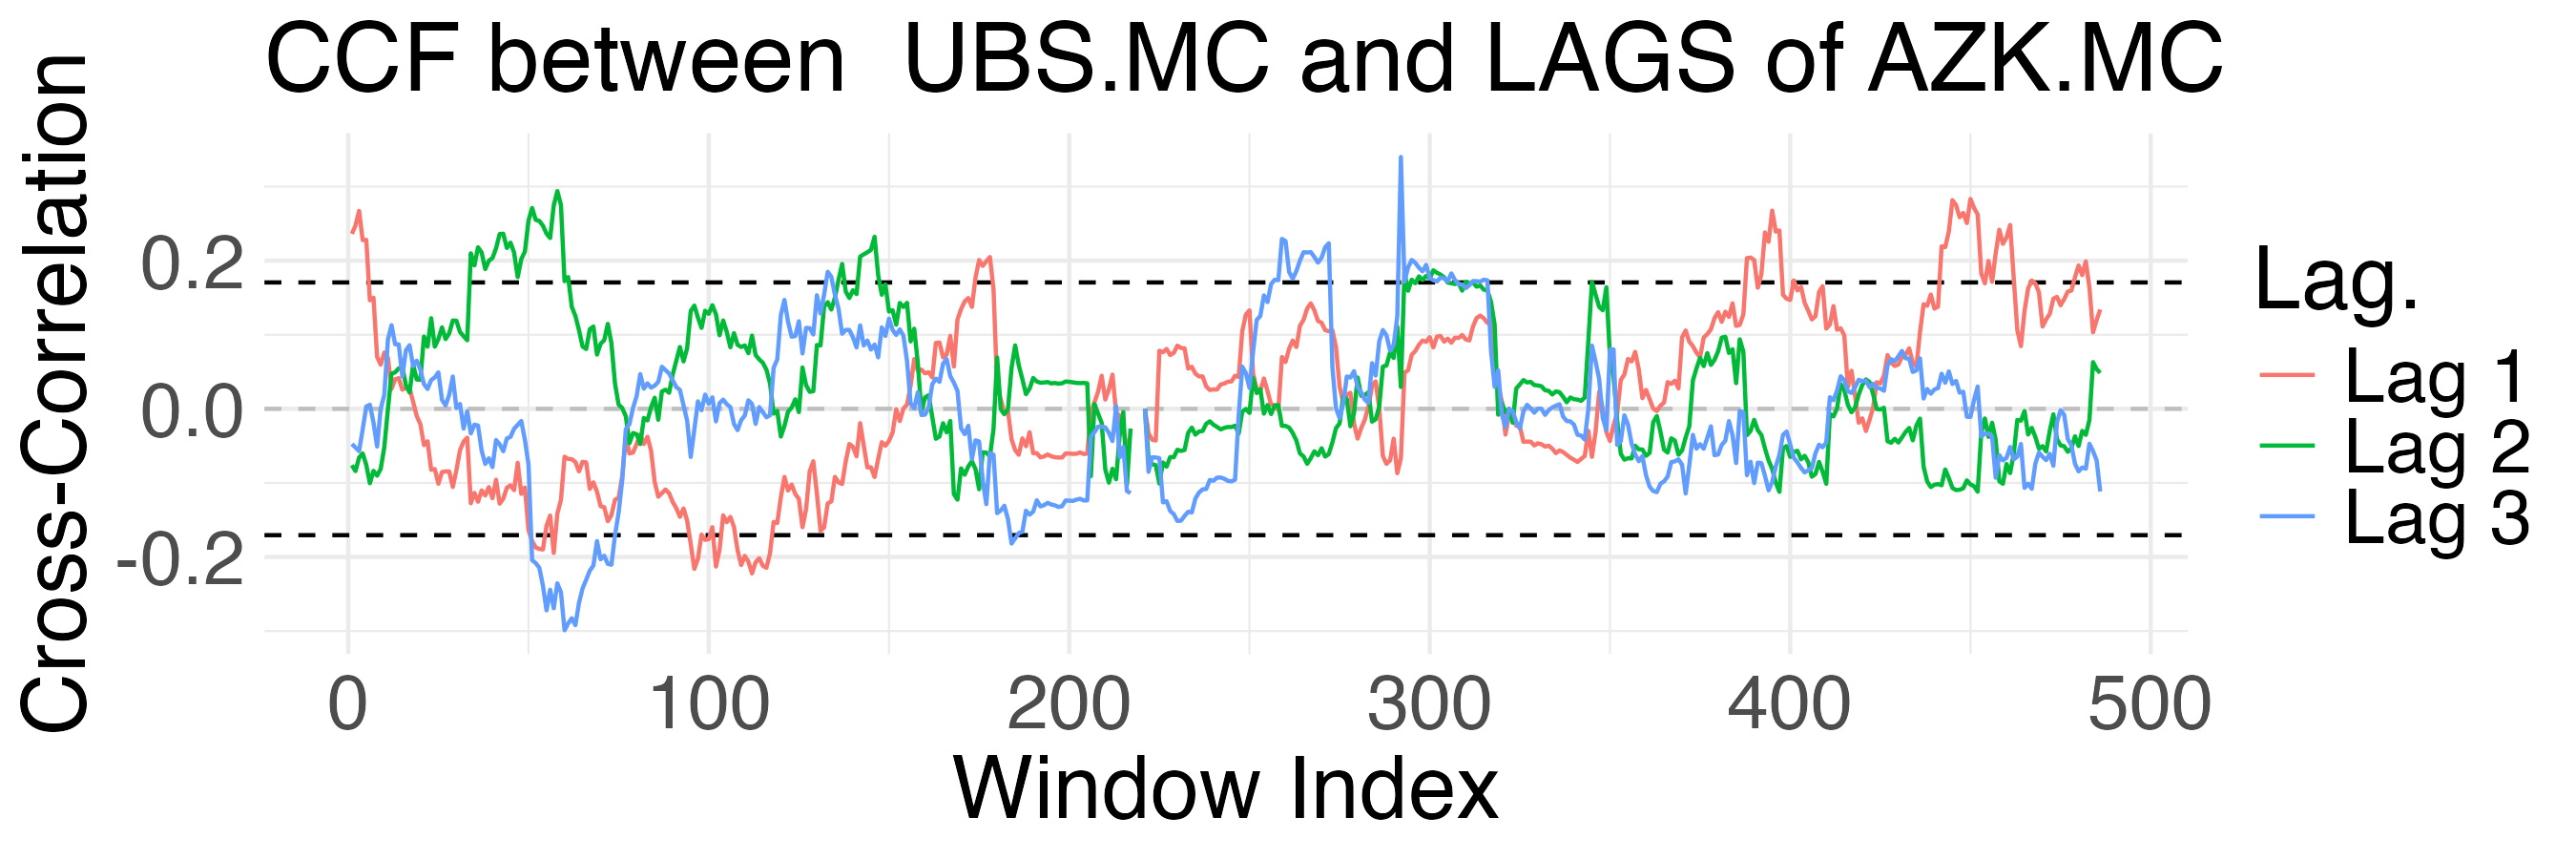 CCF between  UBS.MC and LAGS of AZK.MC
Cross-Correlation
0.2
0.0
-0.2
0 100 200 300 400 500
Window Index
Lag.
Lag 1
Lag 2
Lag 3